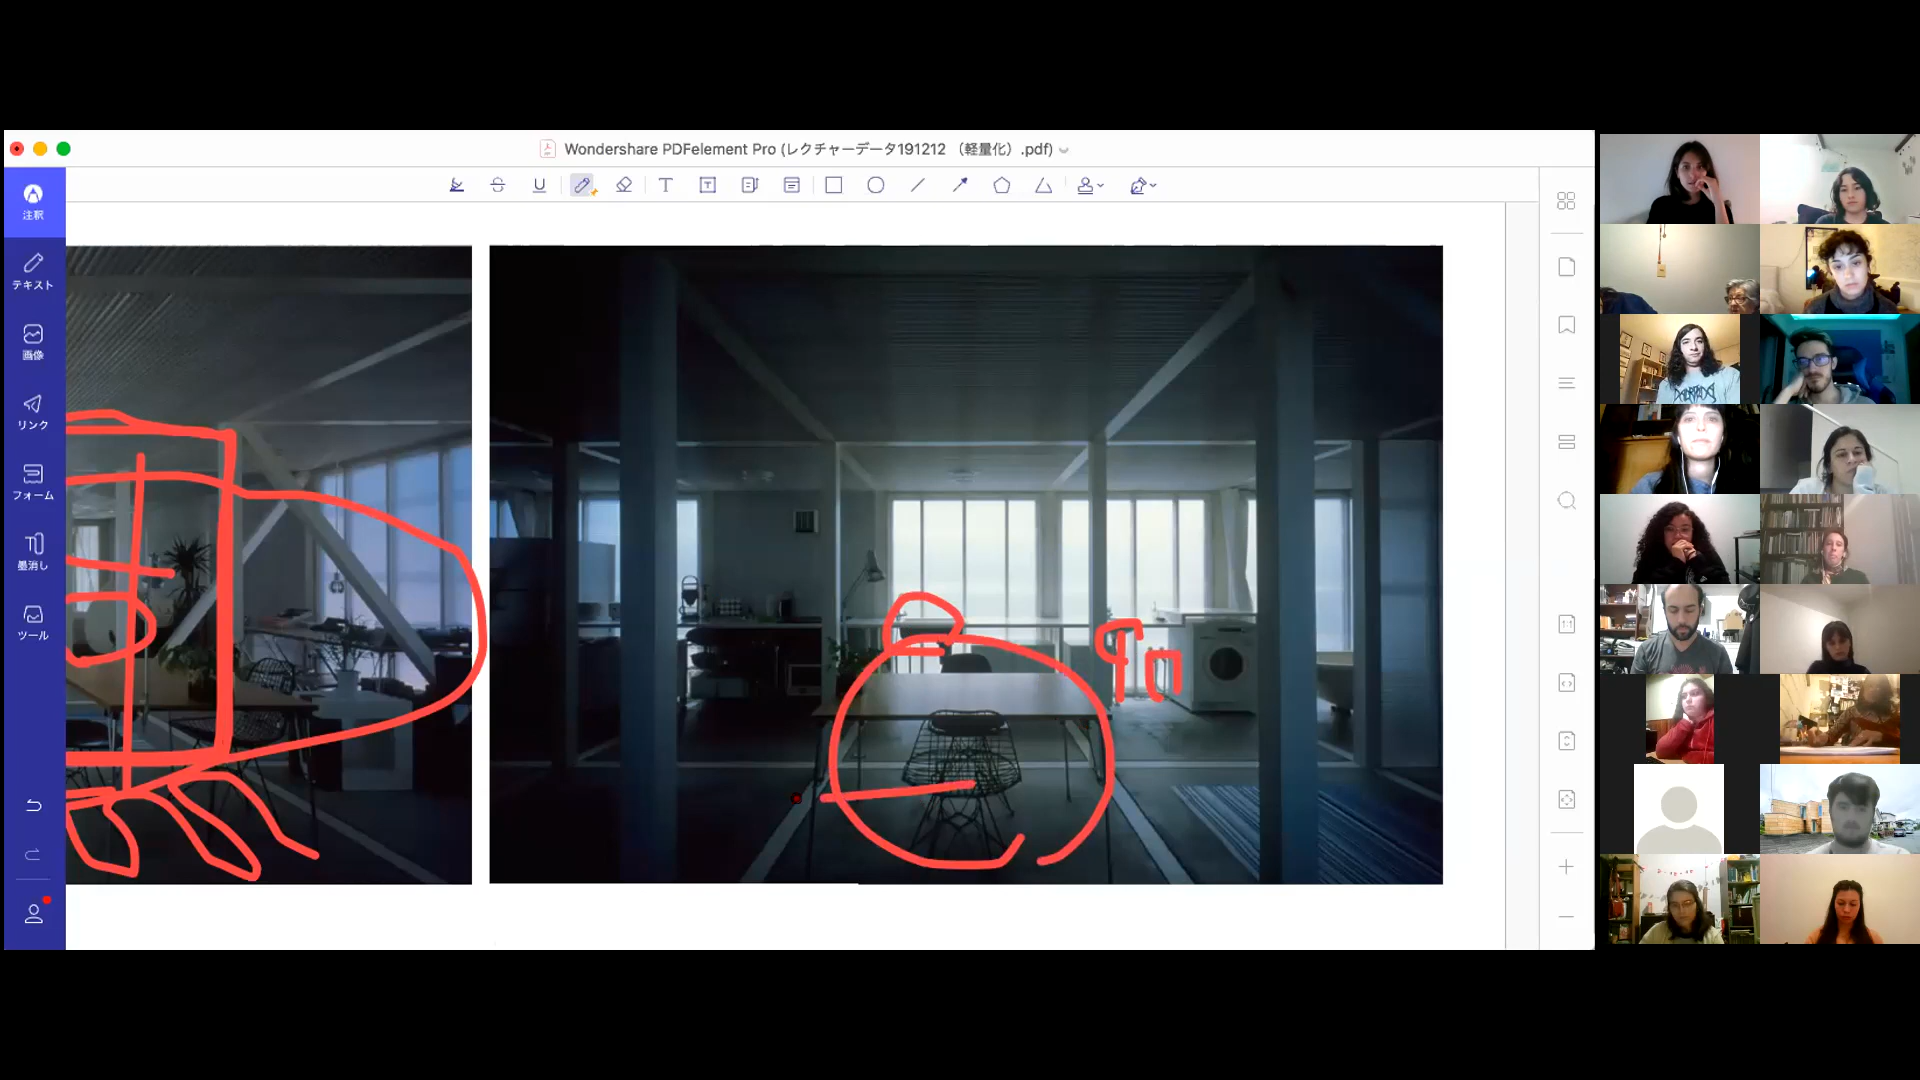 Wondershare PDFelement Pro (レクチャーデータ191212 （軽量化）.pdf)
注釈
テキスト
画像
リンク
フォーム
墨消し
ツール